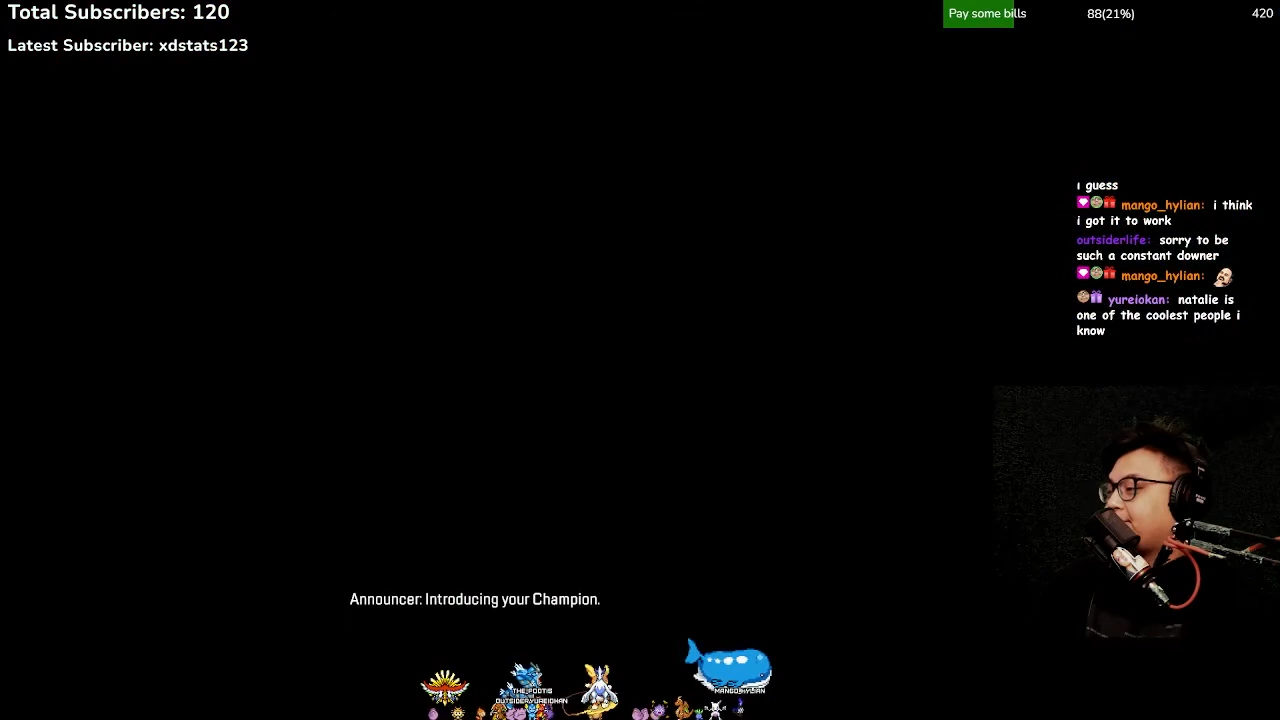 Total Subscribers: 120
Latest Subscriber: xdstats123
Pay some bills 88(21%) 420
i guess
mango_hylian: i think
i got it to work
outsiderlife: sorry to be
such a constant downer
mango_hylian:
yureiokan: natalie is
one of the coolest people i
know
Announcer: Introducing your Champion.
MANGO_HYLIAN